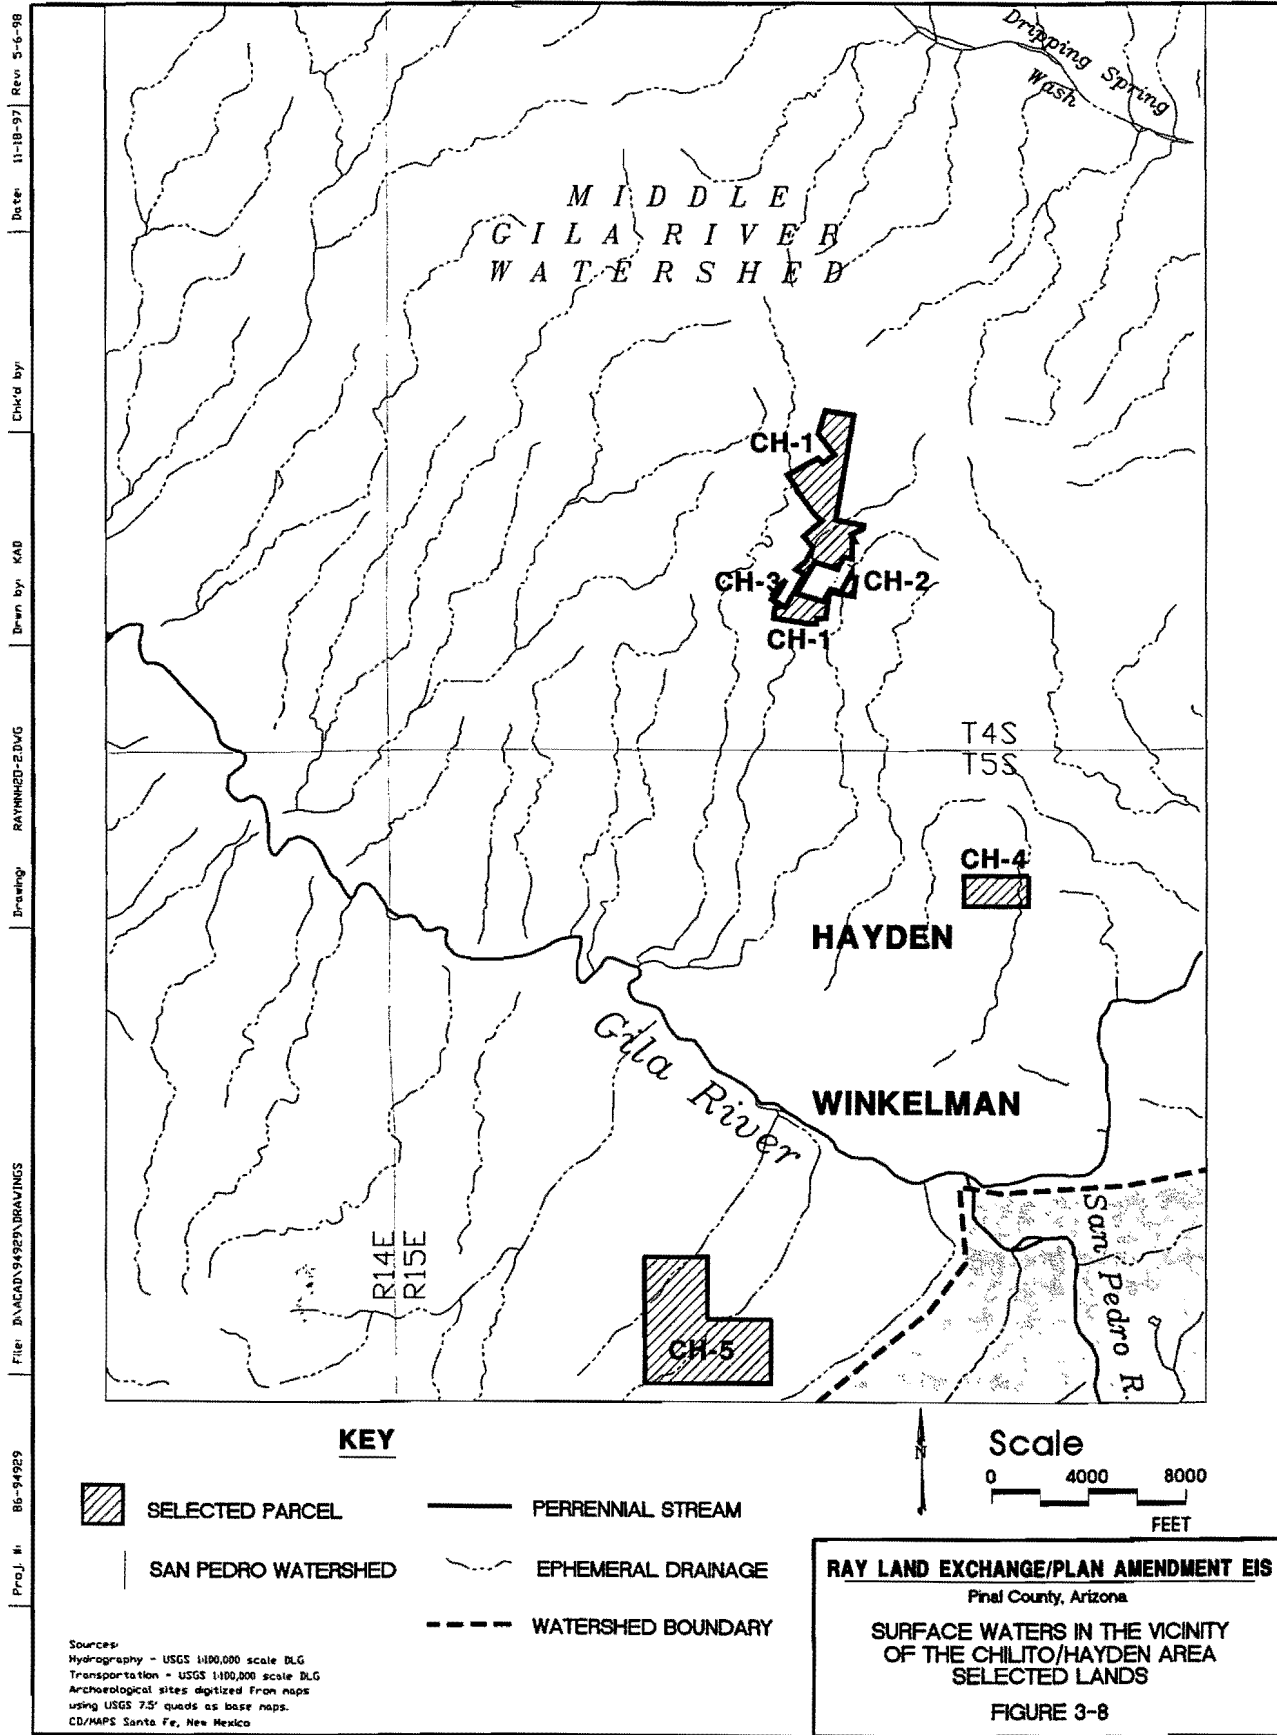 Dripping Spring
Wash
MIDDLE
GILA RIVER
WATERSHED
CH-1
CH-3
CH-2
CH-1
T4S
T5S
CH-4
HAYDEN
Gila River
WINKELMAN
San Pedro R.
R14E
R15E
CH-5
KEY
SELECTED PARCEL
SAN PEDRO WATERSHED
PERRENNIAL STREAM
EPHEMERAL DRAINAGE
WATERSHED BOUNDARY
N
Scale
0 4000 8000
FEET
Sources:
Hydrography - USGS 1:100,000 scale DLG
Transportation - USGS 1:100,000 scale DLG
Archaeological sites digitized from maps
using USGS 7.5' quads as base maps.
CD/MAPS Santa Fe, New Mexico
RAY LAND EXCHANGE/PLAN AMENDMENT EIS
Pinal County, Arizona
SURFACE WATERS IN THE VICINITY
OF THE CHILITO/HAYDEN AREA
SELECTED LANDS
FIGURE 3-8
Proj. #: 86-94929
File: D:\ACAD\94929\DRAWINGS
Drawing: RAYMNH2O-2.DWG
Drwn by: KAD
Chk'd by:
Date: 11-18-97
Rev: 5-6-98